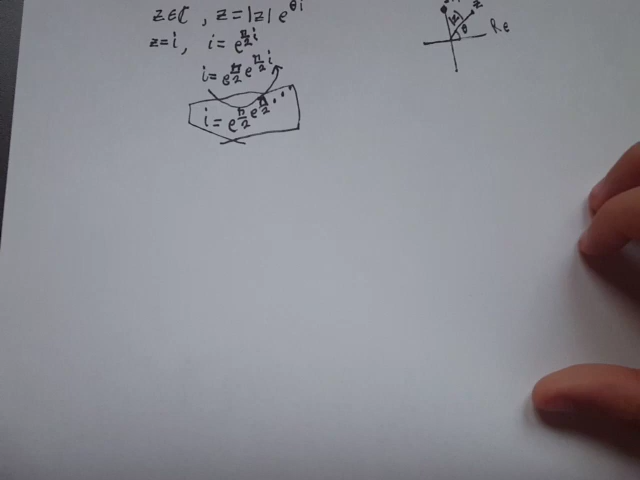 z∈ℂ, z=|z|e^{θi}
z=i, i=e^{π/2 i}
i=e^{π/2 e^{π/2 i}}
i=e^{π/2 e^{π/2 ⋰}}
|z| z
θ Re